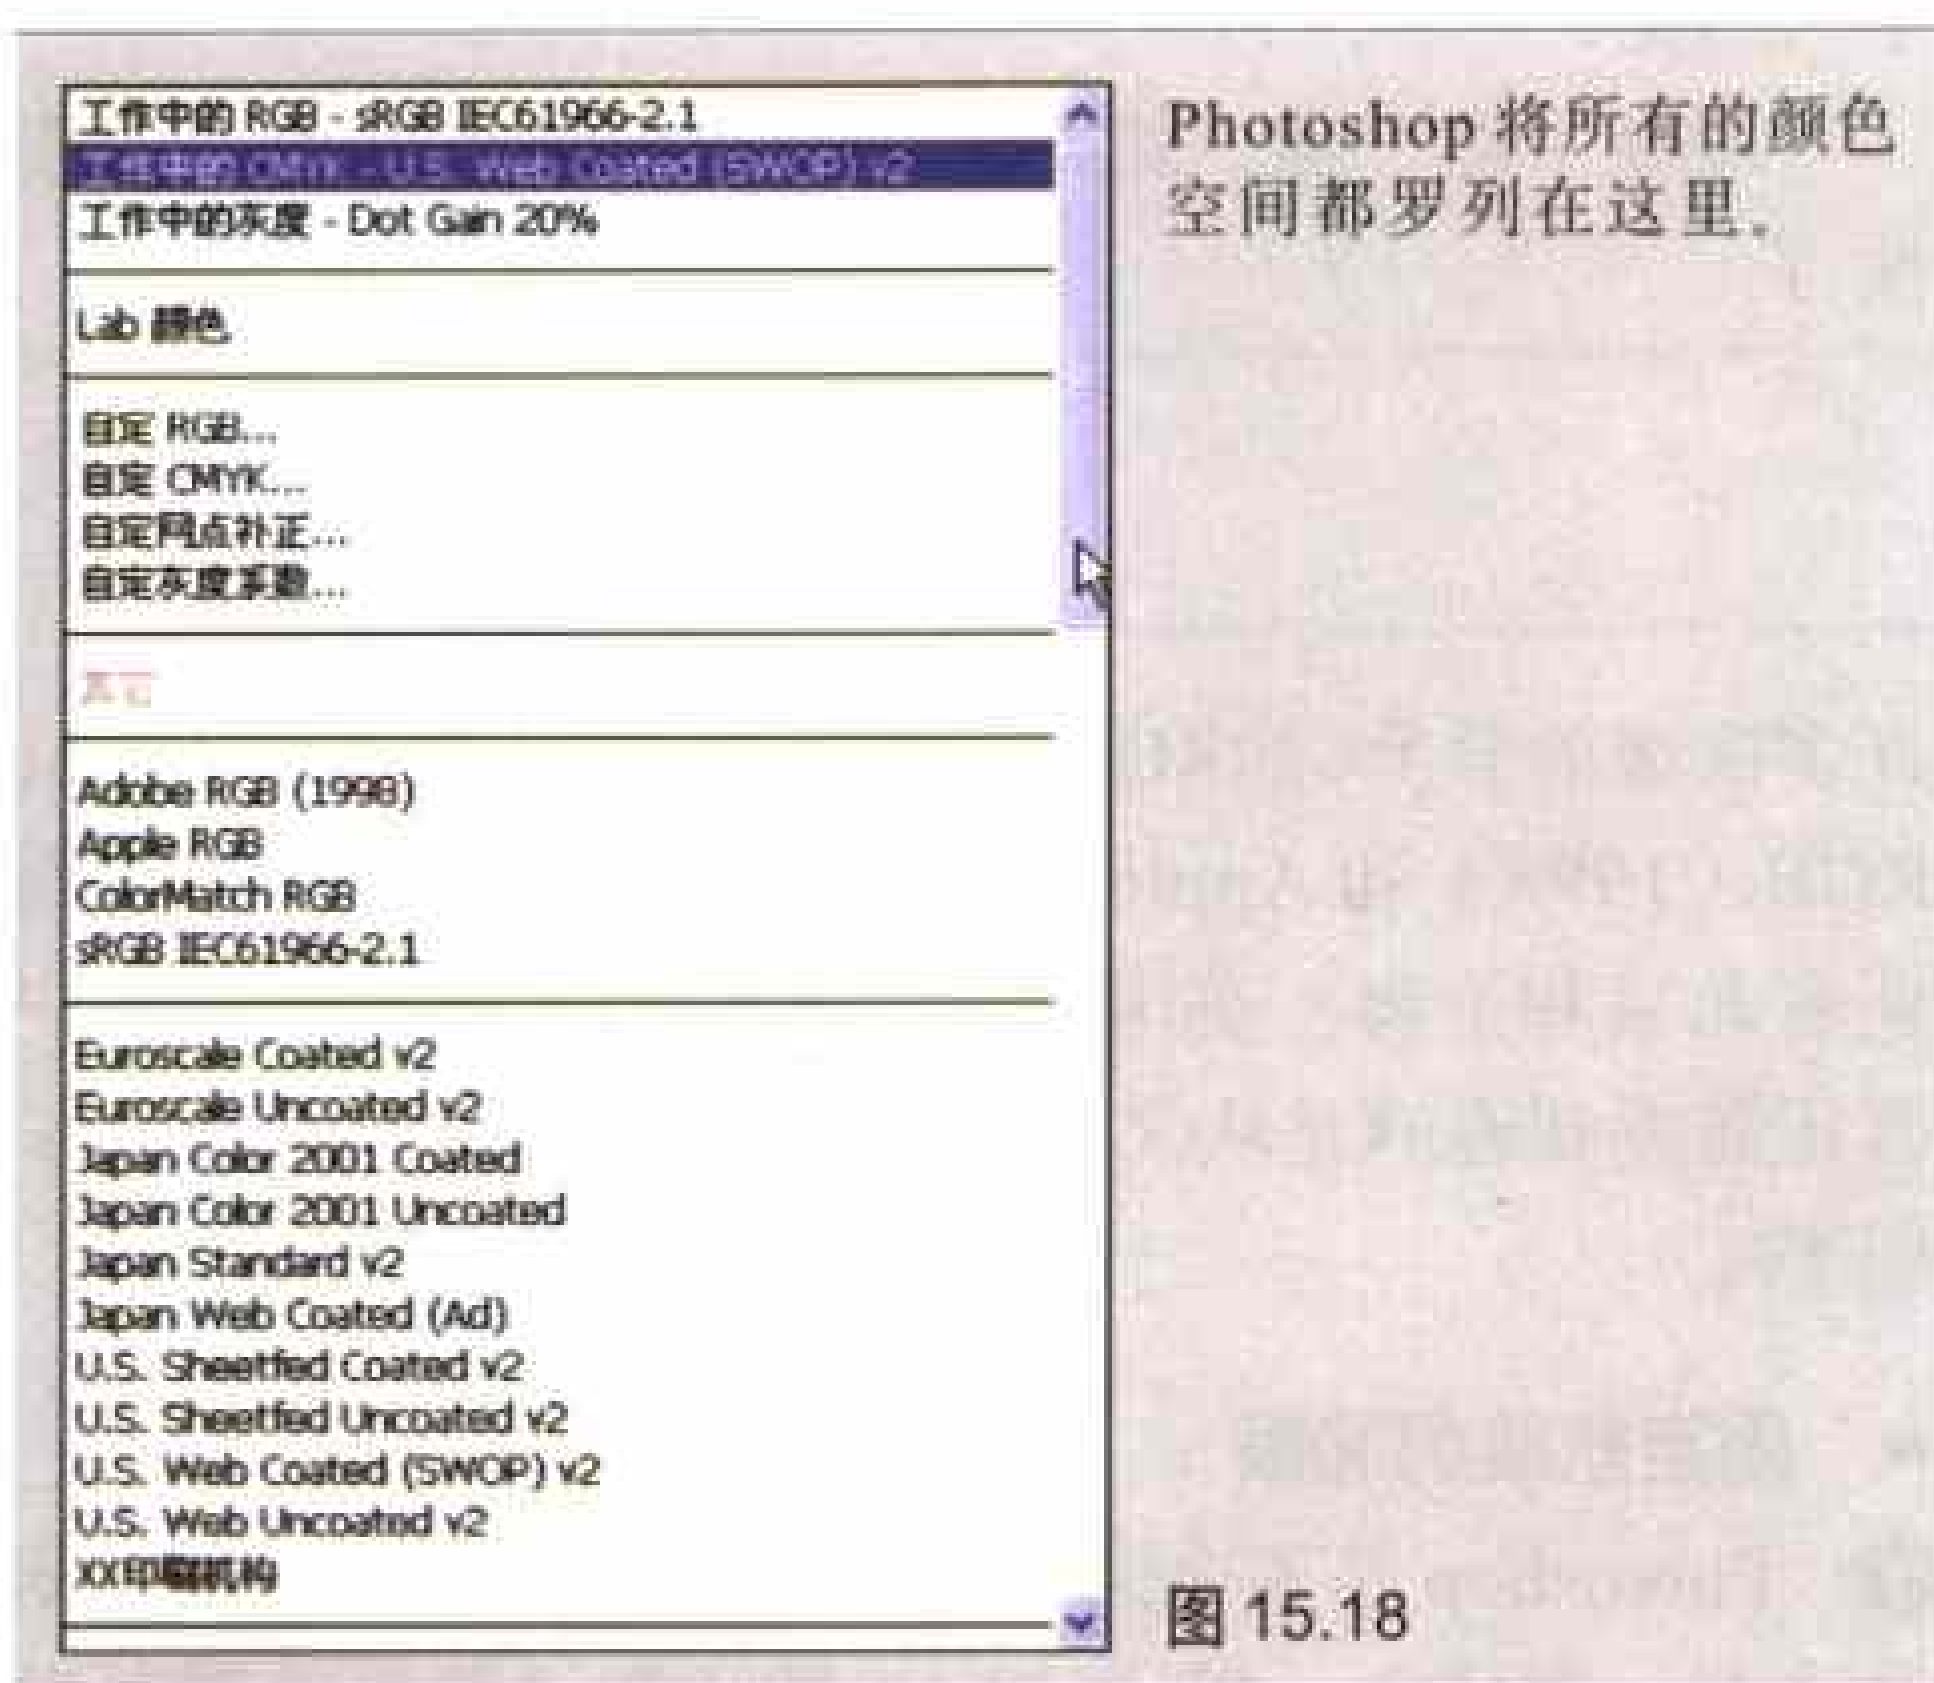 工作中的 RGB - sRGB IEC61966-2.1
工作中的 CMYK - U.S. Web Coated (SWOP) v2
工作中的灰度 - Dot Gain 20%
Lab 颜色
自定 RGB...
自定 CMYK...
自定网点补正...
自定灰度系数...
其它
Adobe RGB (1998)
Apple RGB
ColorMatch RGB
sRGB IEC61966-2.1
Euroscale Coated v2
Euroscale Uncoated v2
Japan Color 2001 Coated
Japan Color 2001 Uncoated
Japan Standard v2
Japan Web Coated (Ad)
U.S. Sheetfed Coated v2
U.S. Sheetfed Uncoated v2
U.S. Web Coated (SWOP) v2
U.S. Web Uncoated v2
XX印刷机构
Photoshop 将所有的颜色
空间都罗列在这里。
图 15.18